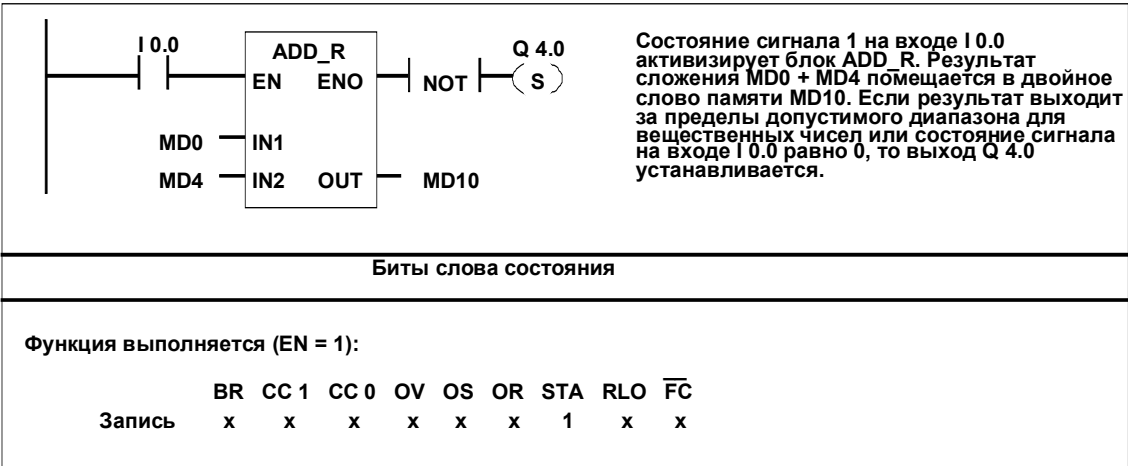 I 0.0
ADD_R
Q 4.0
EN ENO
NOT
S
MD0
IN1
MD4
IN2 OUT
MD10
Состояние сигнала 1 на входе I 0.0
активизирует блок ADD_R. Результат
сложения MD0 + MD4 помещается в двойное
слово памяти MD10. Если результат выходит
за пределы допустимого диапазона для
вещественных чисел или состояние сигнала
на входе I 0.0 равно 0, то выход Q 4.0
устанавливается.
Биты слова состояния
Функция выполняется (EN = 1):
BR CC 1 CC 0 OV OS OR STA RLO F̅C̅
Запись x x x x x x 1 x x